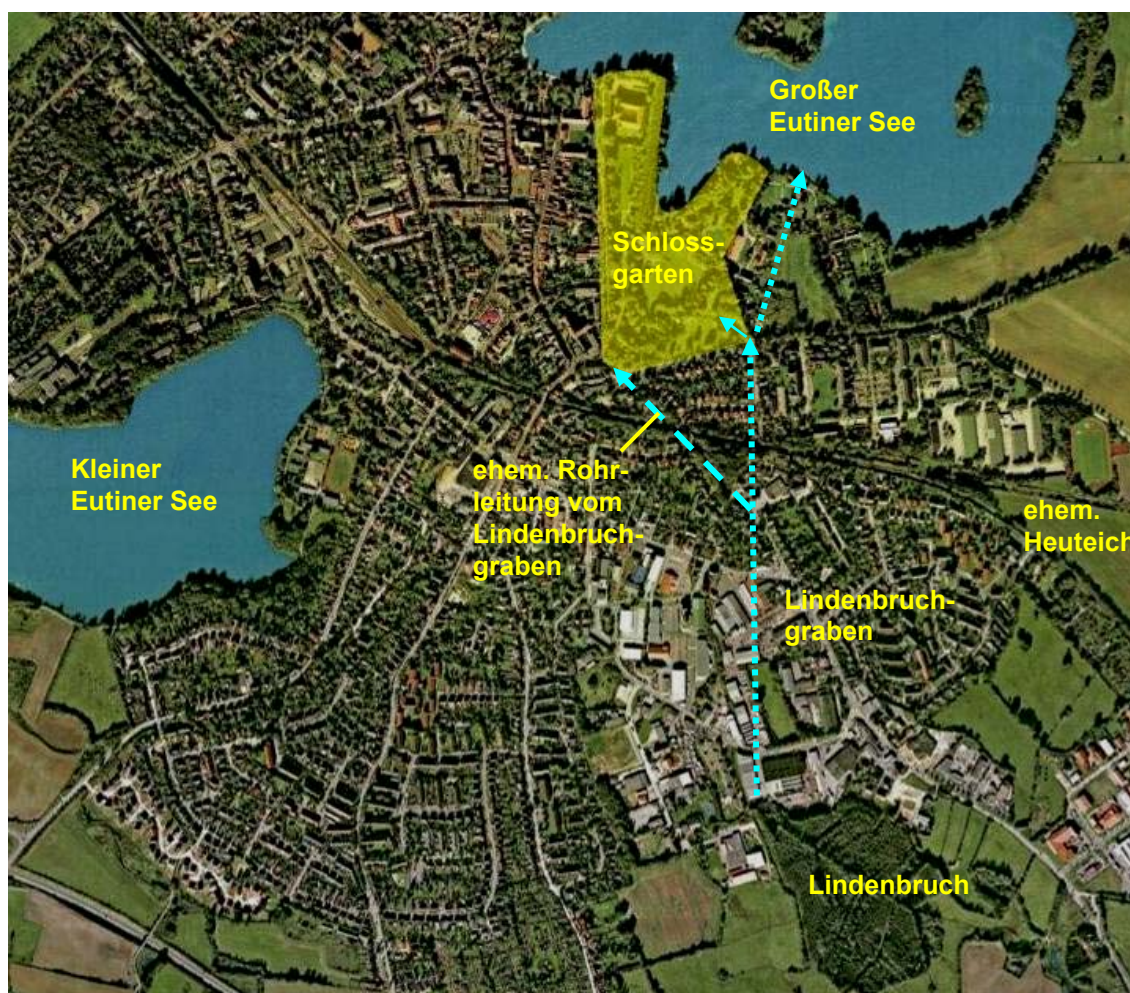 Großer
Eutiner See
Schloss-
garten
Kleiner
Eutiner See
ehem. Rohr-
leitung vom
Lindenbruch-
graben
ehem.
Heuteich
Lindenbruch-
graben
Lindenbruch